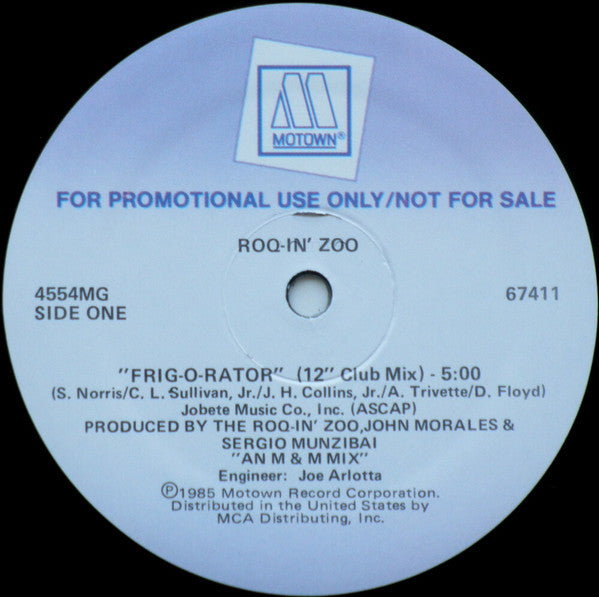 M
MOTOWN®
FOR PROMOTIONAL USE ONLY/NOT FOR SALE
ROQ-IN' ZOO
4554MG
SIDE ONE
67411
"FRIG-O-RATOR" (12" Club Mix) - 5:00
(S. Norris/C. L. Sullivan, Jr./J. H. Collins, Jr./A. Trivette/D. Floyd)
Jobete Music Co., Inc. (ASCAP)
PRODUCED BY THE ROQ-IN' ZOO,JOHN MORALES &
SERGIO MUNZIBAI
"AN M & M MIX"
Engineer: Joe Arlotta
℗1985 Motown Record Corporation.
Distributed in the United States by
MCA Distributing, Inc.